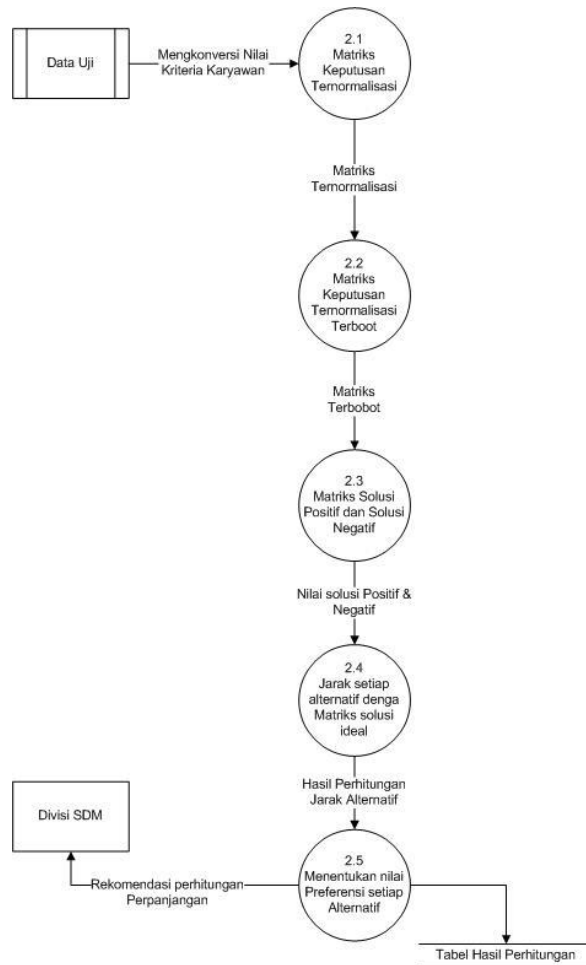 Data Uji
Mengkonversi Nilai
Kriteria Karyawan
2.1
Matriks
Keputusan
Ternormalisasi
Matriks
Ternormalisasi
2.2
Matriks
Keputusan
Ternormalisasi
Terboot
Matriks
Terbobot
2.3
Matriks Solusi
Positif dan Solusi
Negatif
Nilai solusi Positif &
Negatif
2.4
Jarak setiap
alternatif denga
Matriks solusi
ideal
Hasil Perhitungan
Jarak Alternatif
Divisi SDM
2.5
Menentukan nilai
Preferensi setiap
Alternatif
Rekomendasi perhitungan
Perpanjangan
Tabel Hasil Perhitungan